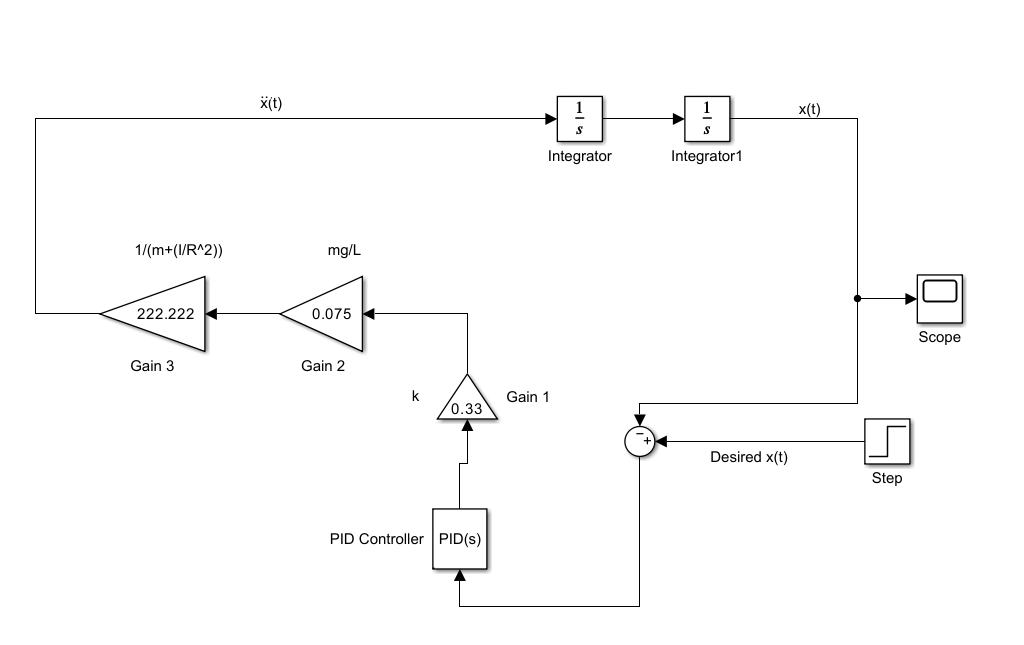 ẍ(t)
1
s
Integrator
1
s
Integrator1
x(t)
1/(m+(I/R^2))
mg/L
222.222
Gain 3
0.075
Gain 2
Scope
k
0.33
Gain 1
−
+
Desired x(t)
Step
PID Controller
PID(s)